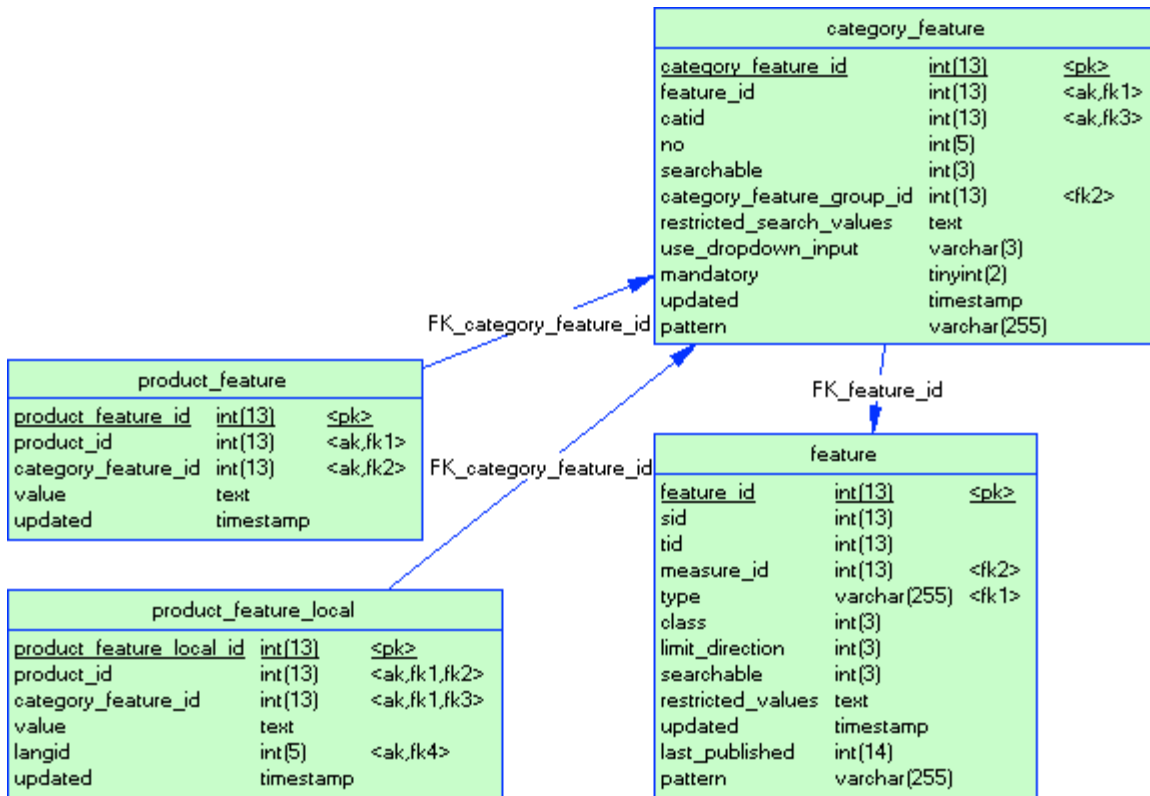 category_feature
category_feature_id int(13) <pk>
feature_id int(13) <ak,fk1>
catid int(13) <ak,fk3>
no int(5)
searchable int(3)
category_feature_group_id int(13) <fk2>
restricted_search_values text
use_dropdown_input varchar(3)
mandatory tinyint(2)
updated timestamp
pattern varchar(255)
FK_category_feature_id
product_feature
product_feature_id int(13) <pk>
product_id int(13) <ak,fk1>
category_feature_id int(13) <ak,fk2>
value text
updated timestamp
FK_feature_id
FK_category_feature_id
product_feature_local
product_feature_local_id int(13) <pk>
product_id int(13) <ak,fk1,fk2>
category_feature_id int(13) <ak,fk1,fk3>
value text
langid int(5) <ak,fk4>
updated timestamp
feature
feature_id int(13) <pk>
sid int(13)
tid int(13)
measure_id int(13) <fk2>
type varchar(255) <fk1>
class int(3)
limit_direction int(3)
searchable int(3)
restricted_values text
updated timestamp
last_published int(14)
pattern varchar(255)